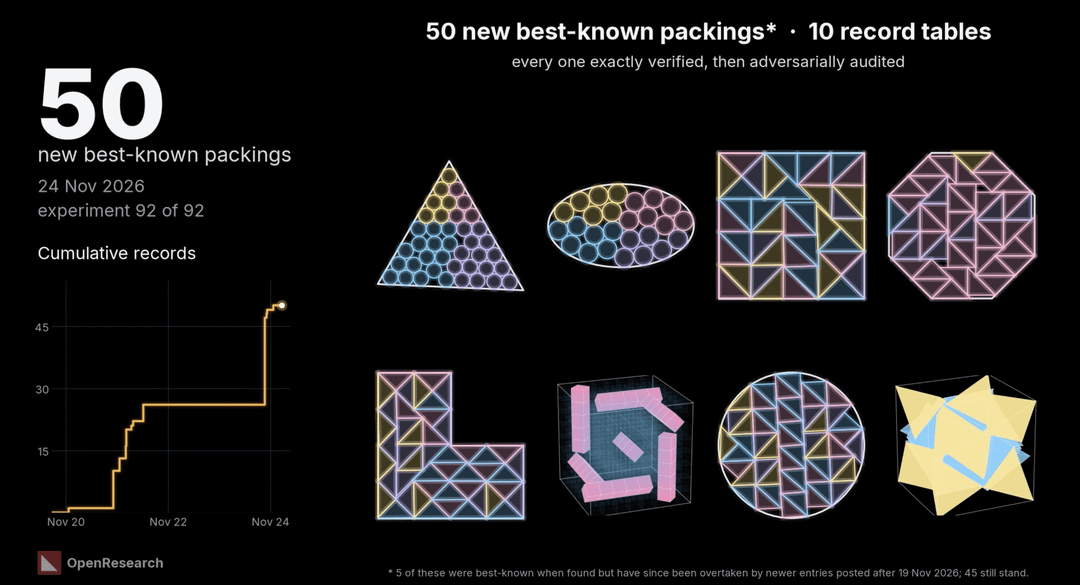 50 new best-known packings* · 10 record tables
every one exactly verified, then adversarially audited
50
new best-known packings
24 Nov 2026
experiment 92 of 92
Cumulative records
45
30
15
Nov 20
Nov 22
Nov 24
OpenResearch
* 5 of these were best-known when found but have since been overtaken by newer entries posted after 19 Nov 2026; 45 still stand.